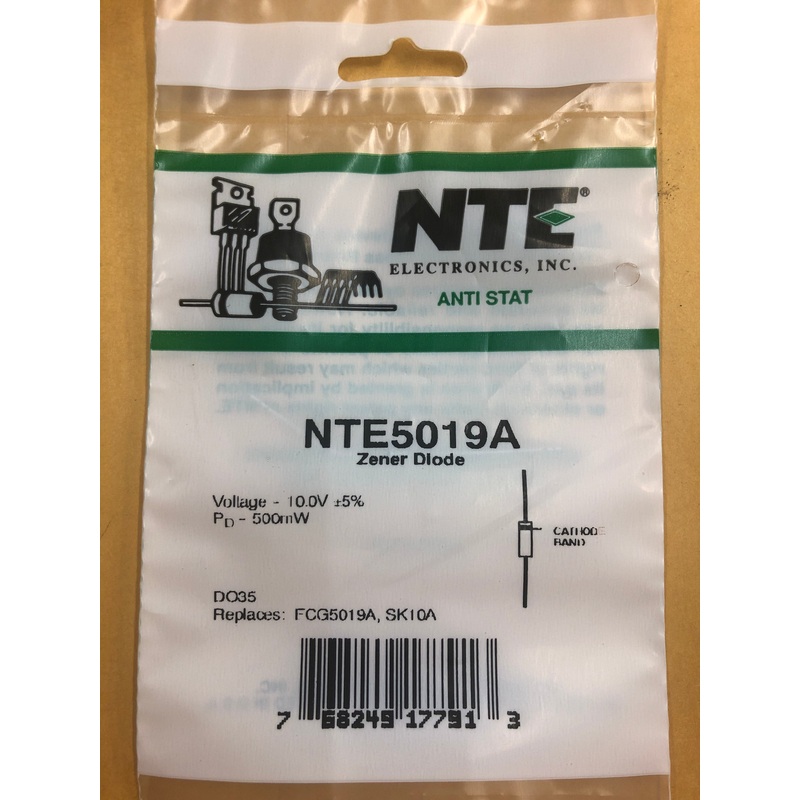 NTE®
ELECTRONICS, INC.
ANTI STAT
NTE5019A
Zener Diode
Voltage - 10.0V ±5%
PD - 500mW
CATHODE
BAND
DO35
Replaces: ECG5019A, SK10A
7 68249 17791 3